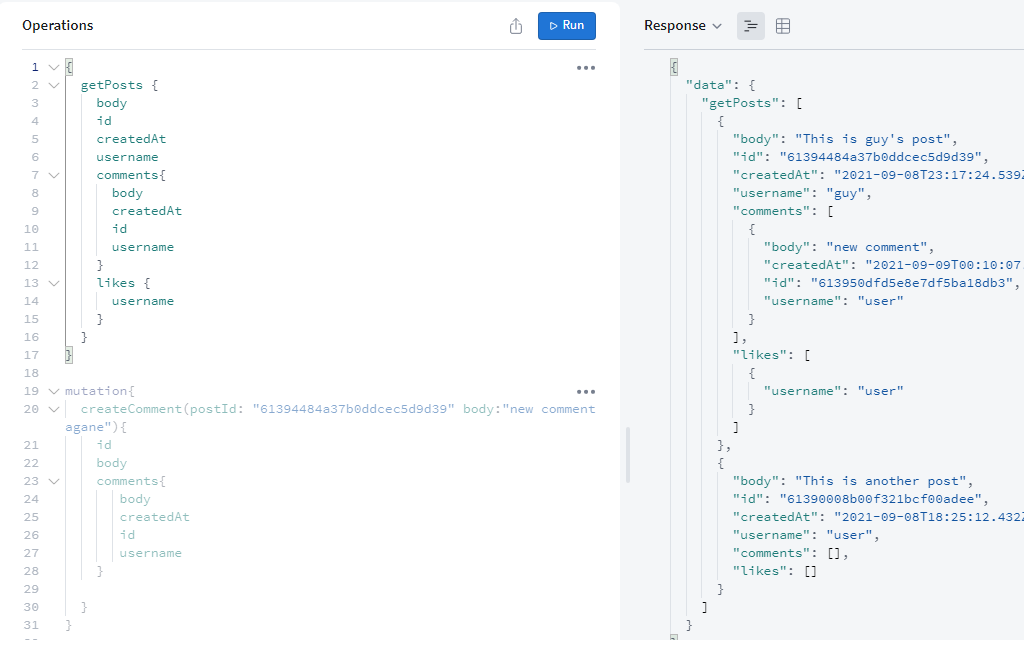 Operations
Run
1 {
2 getPosts {
3 body
4 id
5 createdAt
6 username
7 comments{
8 body
9 createdAt
10 id
11 username
12 }
13 likes {
14 username
15 }
16 }
17 }
18
19 mutation{
20 createComment(postId: "61394484a37b0ddcec5d9d39" body:"new comment
agane"){
21 id
22 body
23 comments{
24 body
25 createdAt
26 id
27 username
28 }
29
30 }
31 }
Response
{
"data": {
"getPosts": [
{
"body": "This is guy's post",
"id": "61394484a37b0ddcec5d9d39",
"createdAt": "2021-09-08T23:17:24.539Z
"username": "guy",
"comments": [
{
"body": "new comment",
"createdAt": "2021-09-09T00:10:07.
"id": "613950dfd5e8e7df5ba18db3",
"username": "user"
}
],
"likes": [
{
"username": "user"
}
]
},
{
"body": "This is another post",
"id": "61390008b00f321bcf00adee",
"createdAt": "2021-09-08T18:25:12.432Z
"username": "user",
"comments": [],
"likes": []
}
]
}